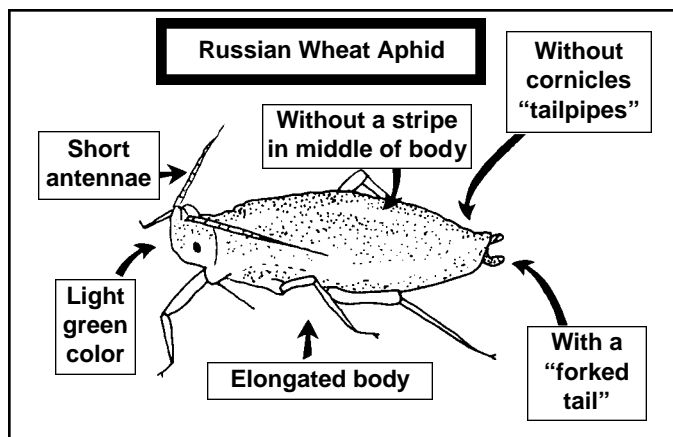 Russian Wheat Aphid
Without
cornicles
“tailpipes”
Without a stripe
in middle of body
Short
antennae
Light
green
color
Elongated body
With a
“forked
tail”